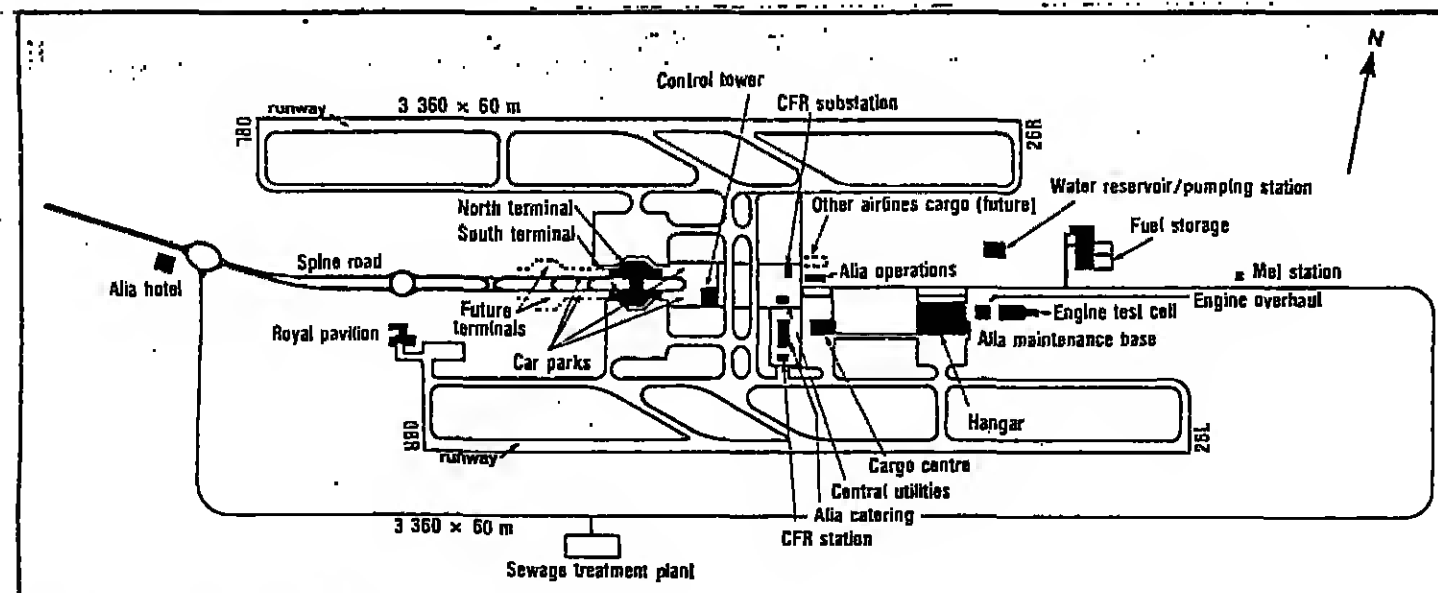 N
Control tower
CFR substation
runway
3 360 × 60 m
08L
26R
Water reservoir/pumping station
North terminal
South terminal
Other airlines cargo (future)
Fuel storage
Spine road
Alia operations
Met station
Alia hotel
Engine overhaul
Future
terminals
Engine test cell
Royal pavilion
Alia maintenance base
Car parks
Hangar
08R
26L
runway
Cargo centre
Central utilities
Alia catering
3 360 × 60 m
CFR station
Sewage treatment plant